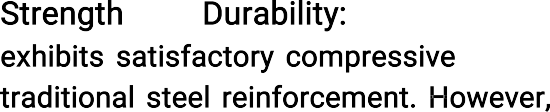 Strength Durability:
exhibits satisfactory compressive
traditional steel reinforcement. However,